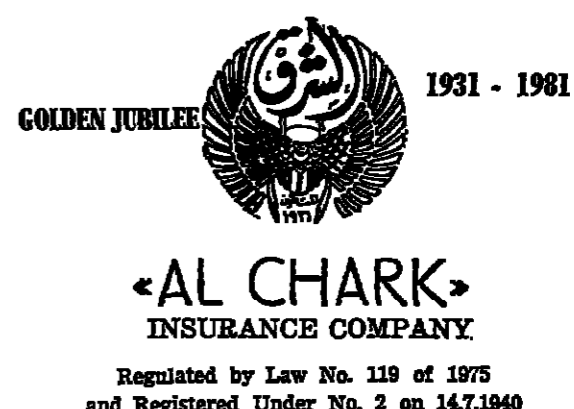 الشرق
1931 - 1981
GOLDEN JUBILEE
١٩٣١
«AL CHARK»
INSURANCE COMPANY.
Regulated by Law No. 119 of 1975
and Registered Under No. 2 on 14.7.1940